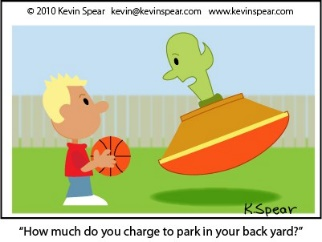 © 2010 Kevin Spear kevin@kevinspear.com www.kevinspear.com
K.Spear
“How much do you charge to park in your back yard?”